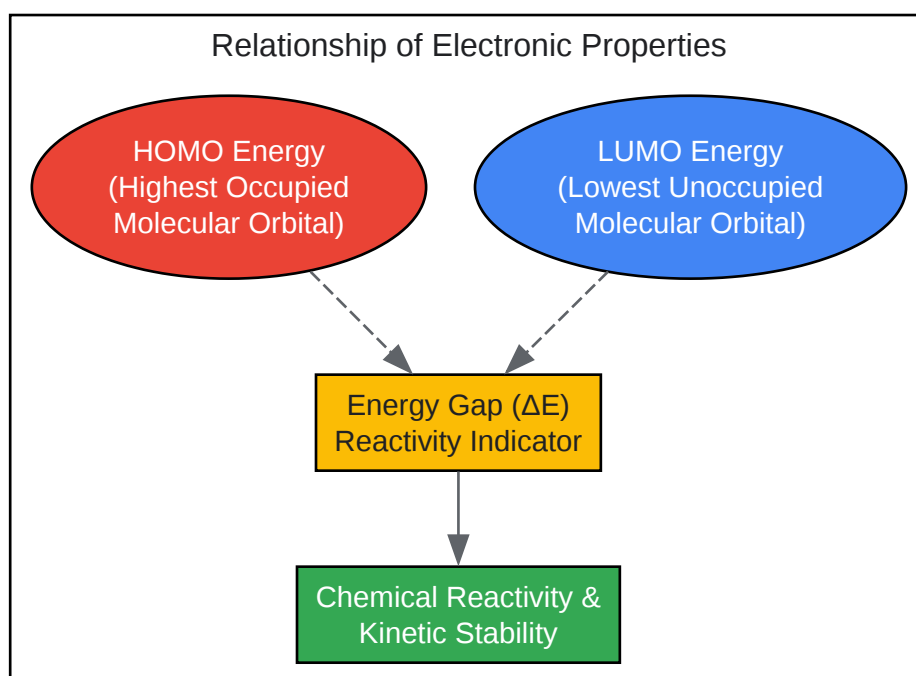 Relationship of Electronic Properties
HOMO Energy
(Highest Occupied
Molecular Orbital)
LUMO Energy
(Lowest Unoccupied
Molecular Orbital)
Energy Gap (ΔE)
Reactivity Indicator
Chemical Reactivity &
Kinetic Stability